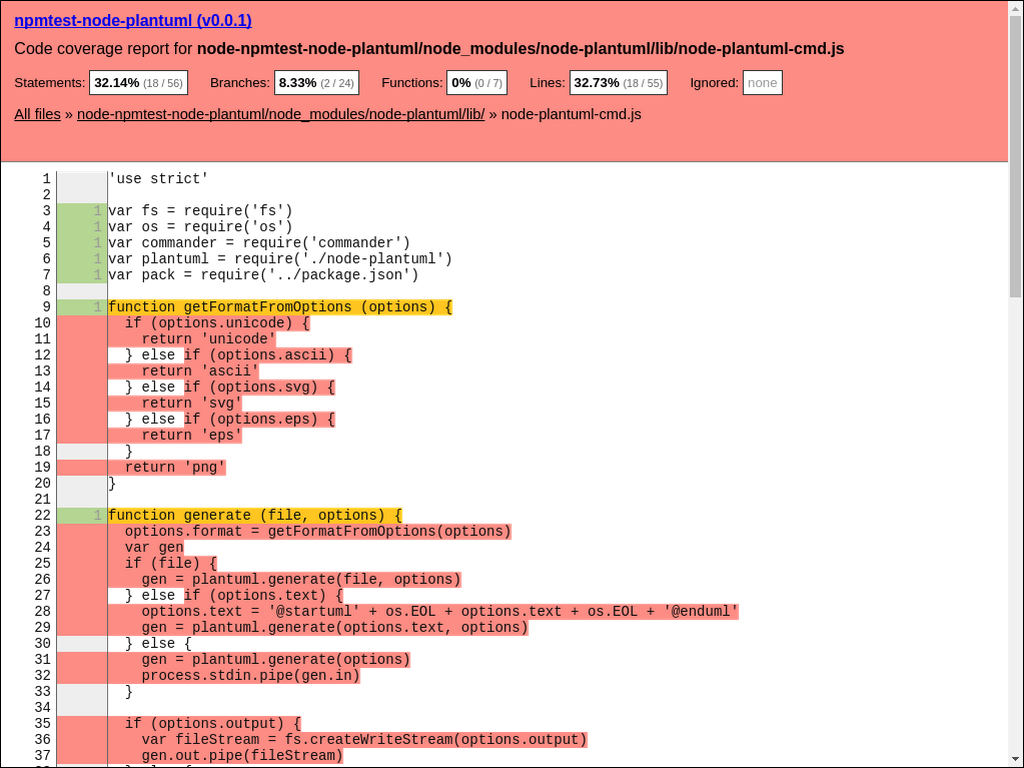 npmtest-node-plantuml (v0.0.1)
Code coverage report for node-npmtest-node-plantuml/node_modules/node-plantuml/lib/node-plantuml-cmd.js
Statements: 32.14% (18 / 56) Branches: 8.33% (2 / 24) Functions: 0% (0 / 7) Lines: 32.73% (18 / 55) Ignored: none
All files » node-npmtest-node-plantuml/node_modules/node-plantuml/lib/ » node-plantuml-cmd.js
1 'use strict'
2
3 1 var fs = require('fs')
4 1 var os = require('os')
5 1 var commander = require('commander')
6 1 var plantuml = require('./node-plantuml')
7 1 var pack = require('../package.json')
8
9 1 function getFormatFromOptions (options) {
10 if (options.unicode) {
11 return 'unicode'
12 } else if (options.ascii) {
13 return 'ascii'
14 } else if (options.svg) {
15 return 'svg'
16 } else if (options.eps) {
17 return 'eps'
18 }
19 return 'png'
20 }
21
22 1 function generate (file, options) {
23 options.format = getFormatFromOptions(options)
24 var gen
25 if (file) {
26 gen = plantuml.generate(file, options)
27 } else if (options.text) {
28 options.text = '@startuml' + os.EOL + options.text + os.EOL + '@enduml'
29 gen = plantuml.generate(options.text, options)
30 } else {
31 gen = plantuml.generate(options)
32 process.stdin.pipe(gen.in)
33 }
34
35 if (options.output) {
36 var fileStream = fs.createWriteStream(options.output)
37 gen.out.pipe(fileStream)